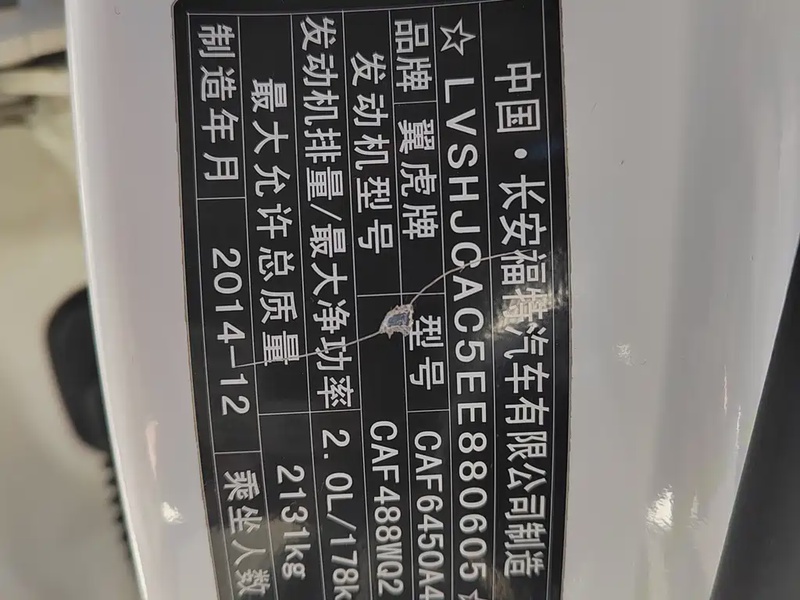 中国·长安福特汽车有限公司制造
☆LVSHJCAC5EE880605☆
品牌 翼虎牌 型号 CAF6450A4
发动机型号 CAF488WQ2
发动机排量/最大净功率 2.0L/178k
最大允许总质量 2131kg
制造年月 2014-12 乘坐人数